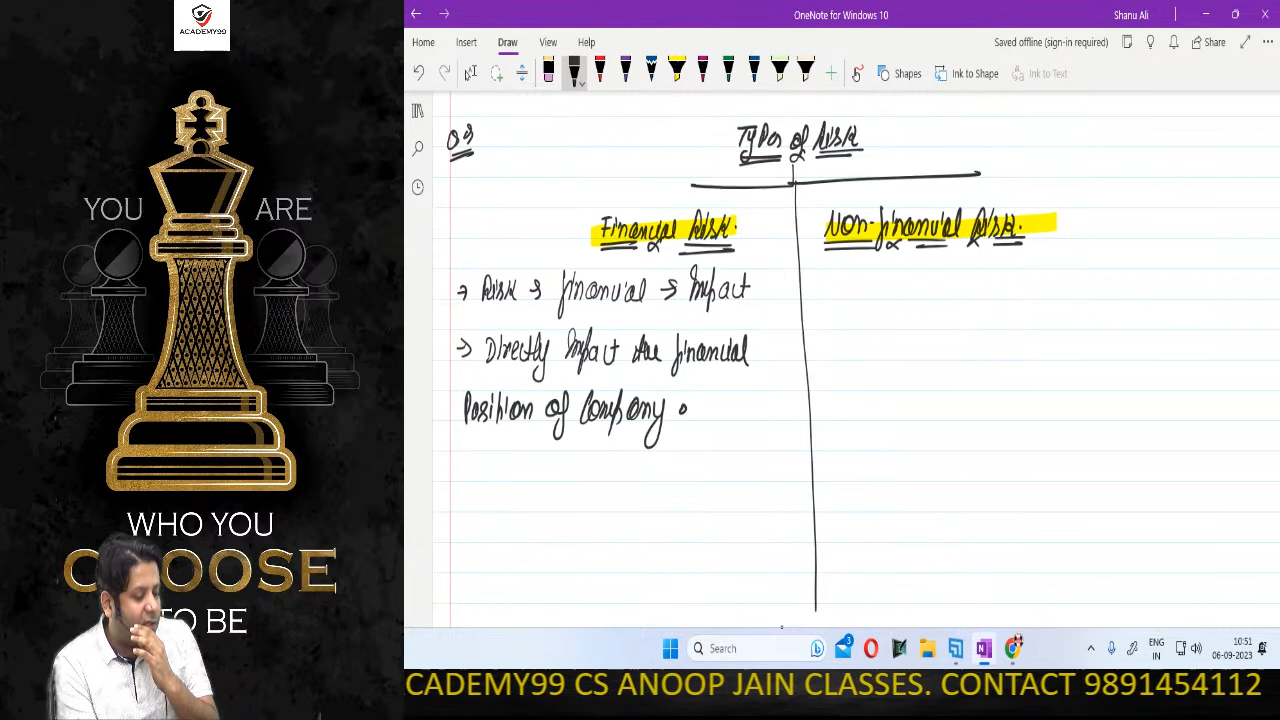 ACADEMY99
YOU ARE
WHO YOU
CHOOSE
TO BE
OneNote for Windows 10
Shanu Ali
Home Insert Draw View Help
Saved offline (sign-in required)
Share
Shapes
Ink to Shape
Ink to Text
Types of Risk
Financial Risk.
Non-financial Risk.
→ Risk → financial → Impact
→ Directly Impact the financial
Position of Company
Search
3
ENG
IN
10:51
06-09-2023
CADEMY99 CS ANOOP JAIN CLASSES. CONTACT 9891454112